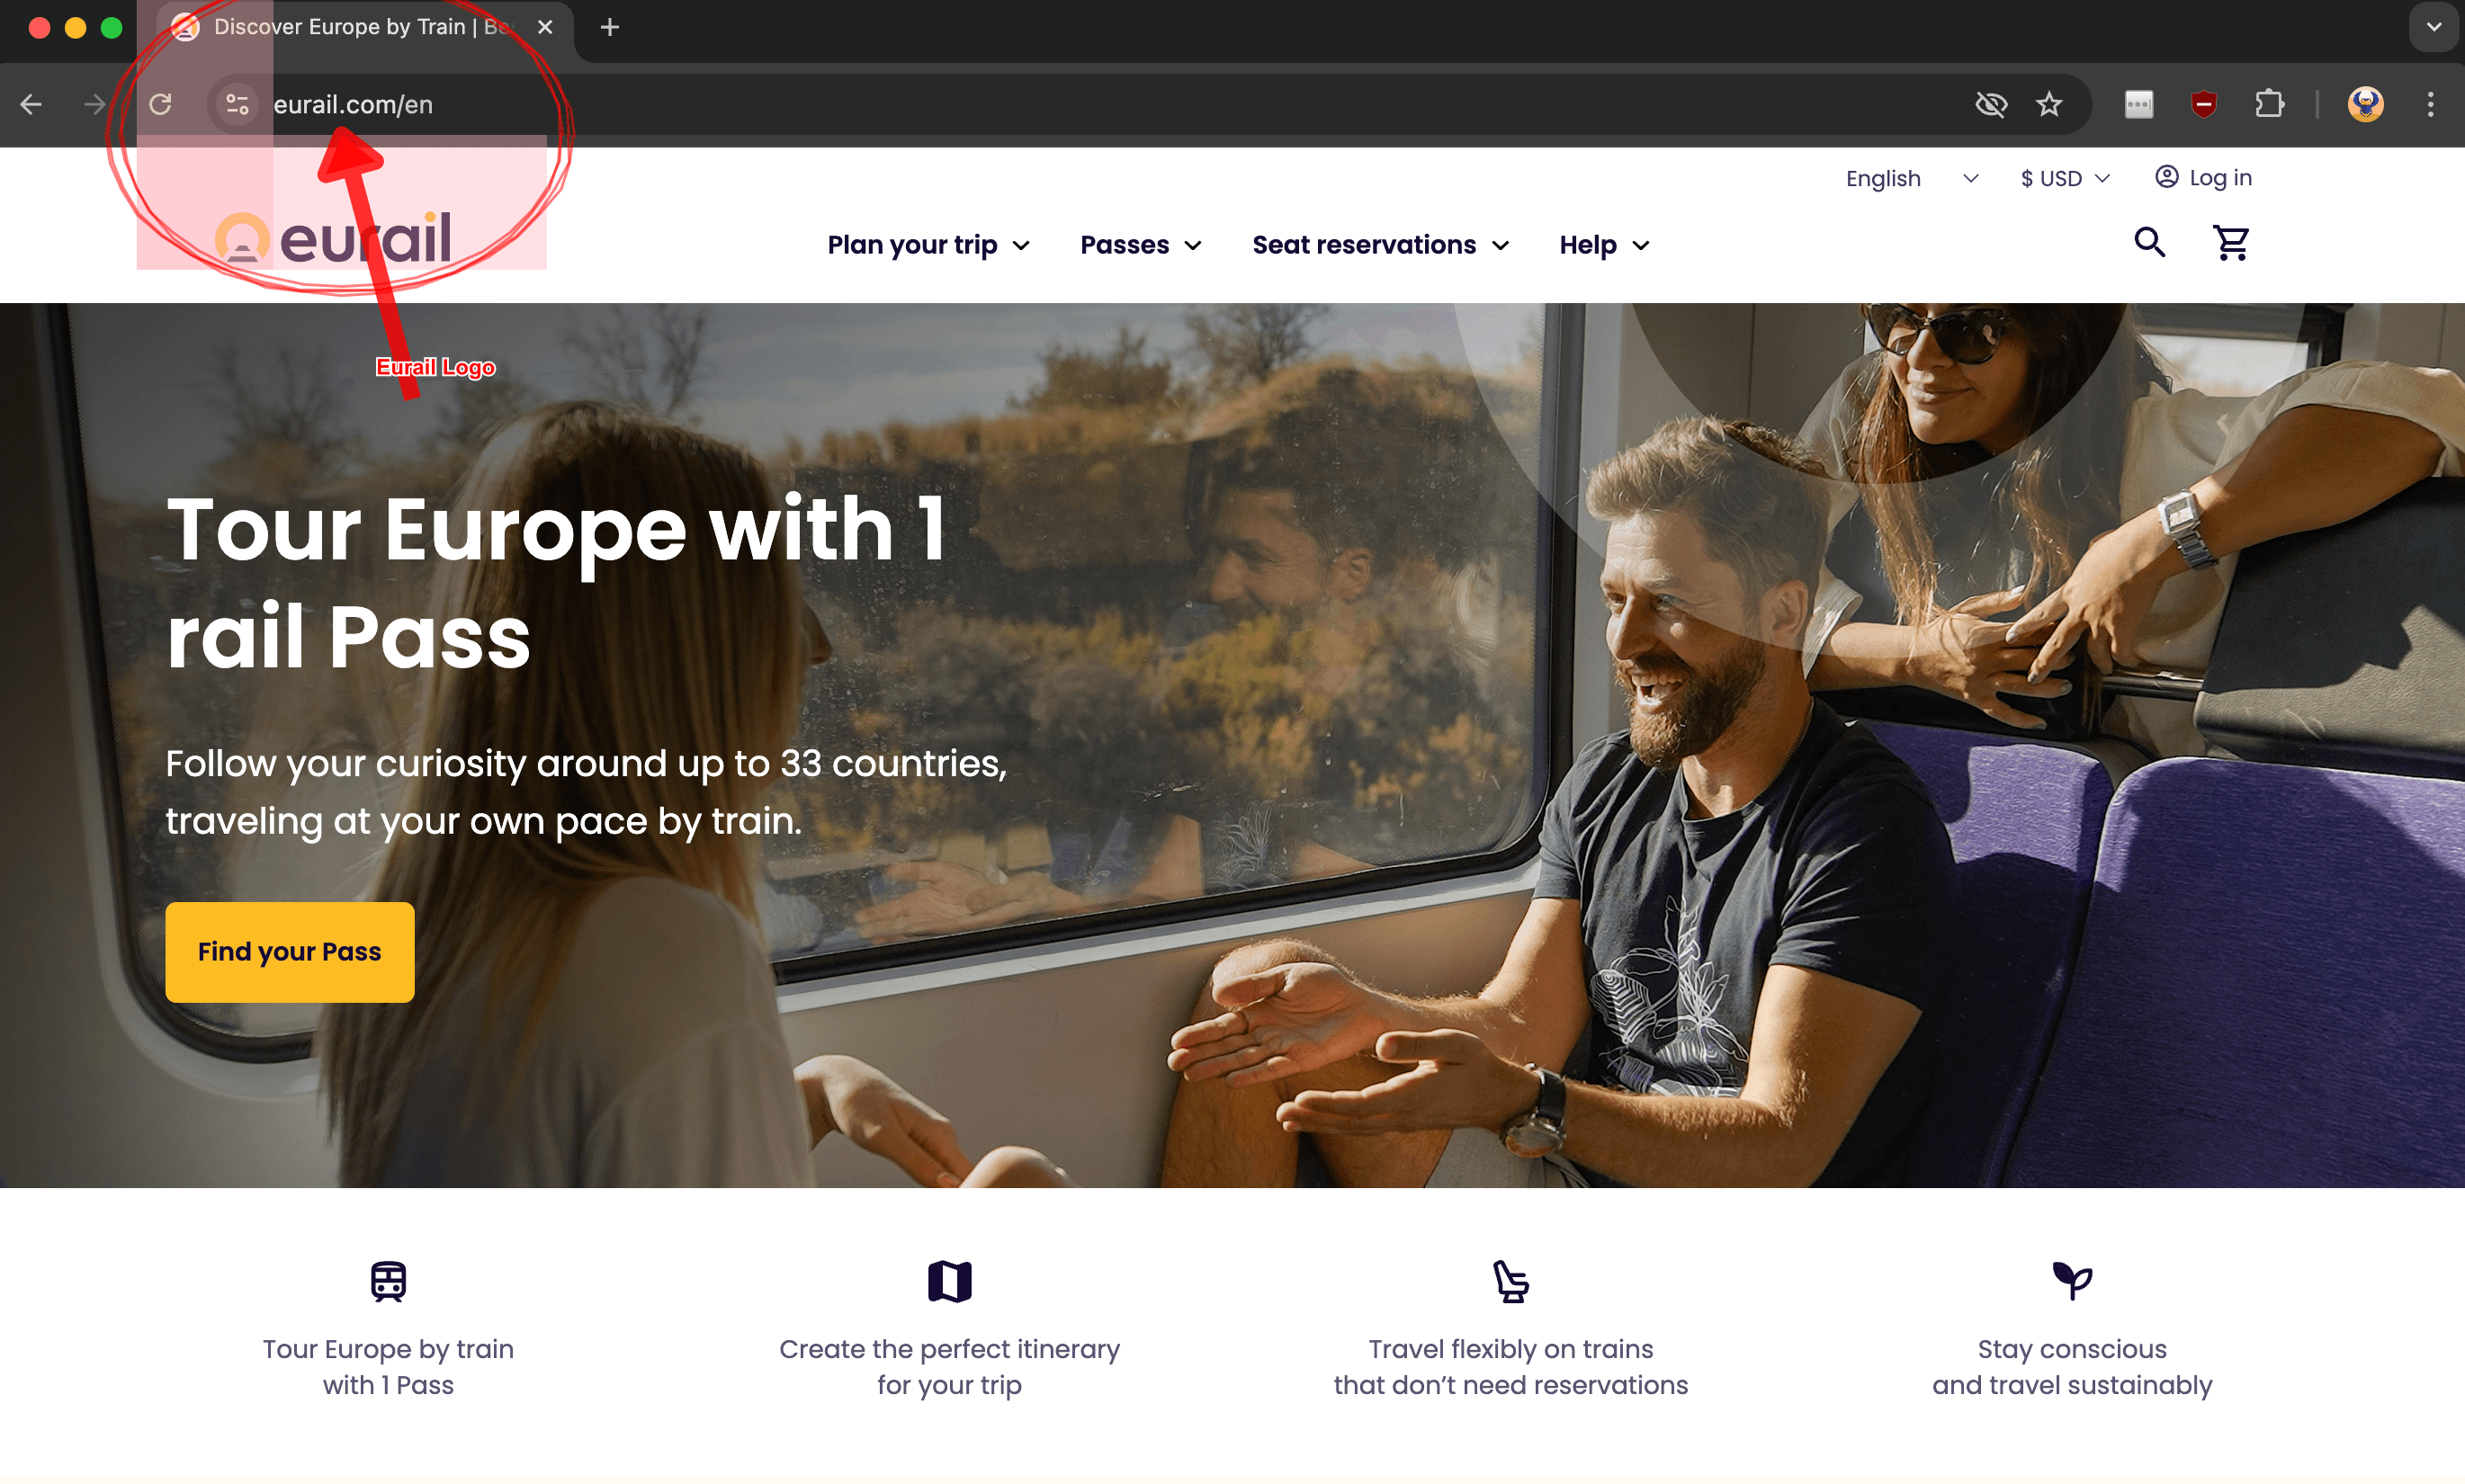 Discover Europe by Train | Be
eurail.com/en
English
$ USD
Log in
eurail
Plan your trip
Passes
Seat reservations
Help
Eurail Logo
Tour Europe with 1
rail Pass
Follow your curiosity around up to 33 countries,
traveling at your own pace by train.
Find your Pass
Tour Europe by train
with 1 Pass
Create the perfect itinerary
for your trip
Travel flexibly on trains
that don’t need reservations
Stay conscious
and travel sustainably